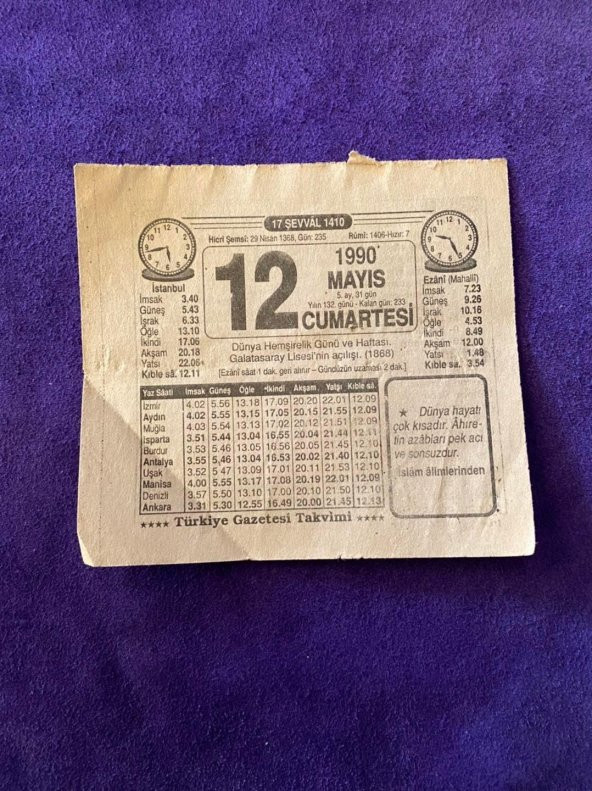 17 ŞEVVÂL 1410
Hicrî Şemsî: 29 Nisan 1368, Gün: 235 Rûmî: 1406-Hızır: 7
12
1990
MAYIS
5. ay, 31 gün
Yılın 132. günü - Kalan gün: 233
CUMARTESİ
İstanbul
İmsak 3.40
Güneş 5.43
İşrak 6.33
Öğle 13.10
İkindi 17.06
Akşam 20.18
Yatsı 22.06
Kıble sâ. 12.11
Ezânî (Mahallî)
İmsak 7.23
Güneş 9.26
İşrak 10.16
Öğle 4.53
İkindi 8.49
Akşam 12.00
Yatsı 1.48
Kıble sa. 3.54
Dünya Hemşirelik Günü ve Haftası.
Galatasaray Lisesi'nin açılışı. (1868)
[Ezânî sâat 1 dak. geri alınır – Gündüzün uzaması: 2 dak.]
Yaz Sâati İmsak Güneş Öğle İkindi Akşam Yatsı Kıble sâ.
İzmir 4.02 5.56 13.18 17.09 20.20 22.01 12.09
Aydın 4.02 5.55 13.15 17.05 20.15 21.55 12.09
Muğla 4.03 5.54 13.13 17.02 20.12 21.51 12.09
Isparta 3.51 5.44 13.04 16.55 20.04 21.44 12.11
Burdur 3.53 5.46 13.05 16.56 20.05 21.45 12.10
Antalya 3.55 5.46 13.04 16.53 20.02 21.40 12.10
Uşak 3.52 5.47 13.09 17.01 20.11 21.53 12.10
Manisa 4.00 5.55 13.17 17.08 20.19 22.01 12.09
Denizli 3.57 5.50 13.10 17.00 20.10 21.50 12.10
Ankara 3.31 5.30 12.55 16.49 20.00 21.45 12.13
★ Dünya hayatı
çok kısadır. Âhıre-
tin azâbları pek acı
ve sonsuzdur.
İslâm âlimlerinden
★★★★ Türkiye Gazetesi Takvimi ★★★★